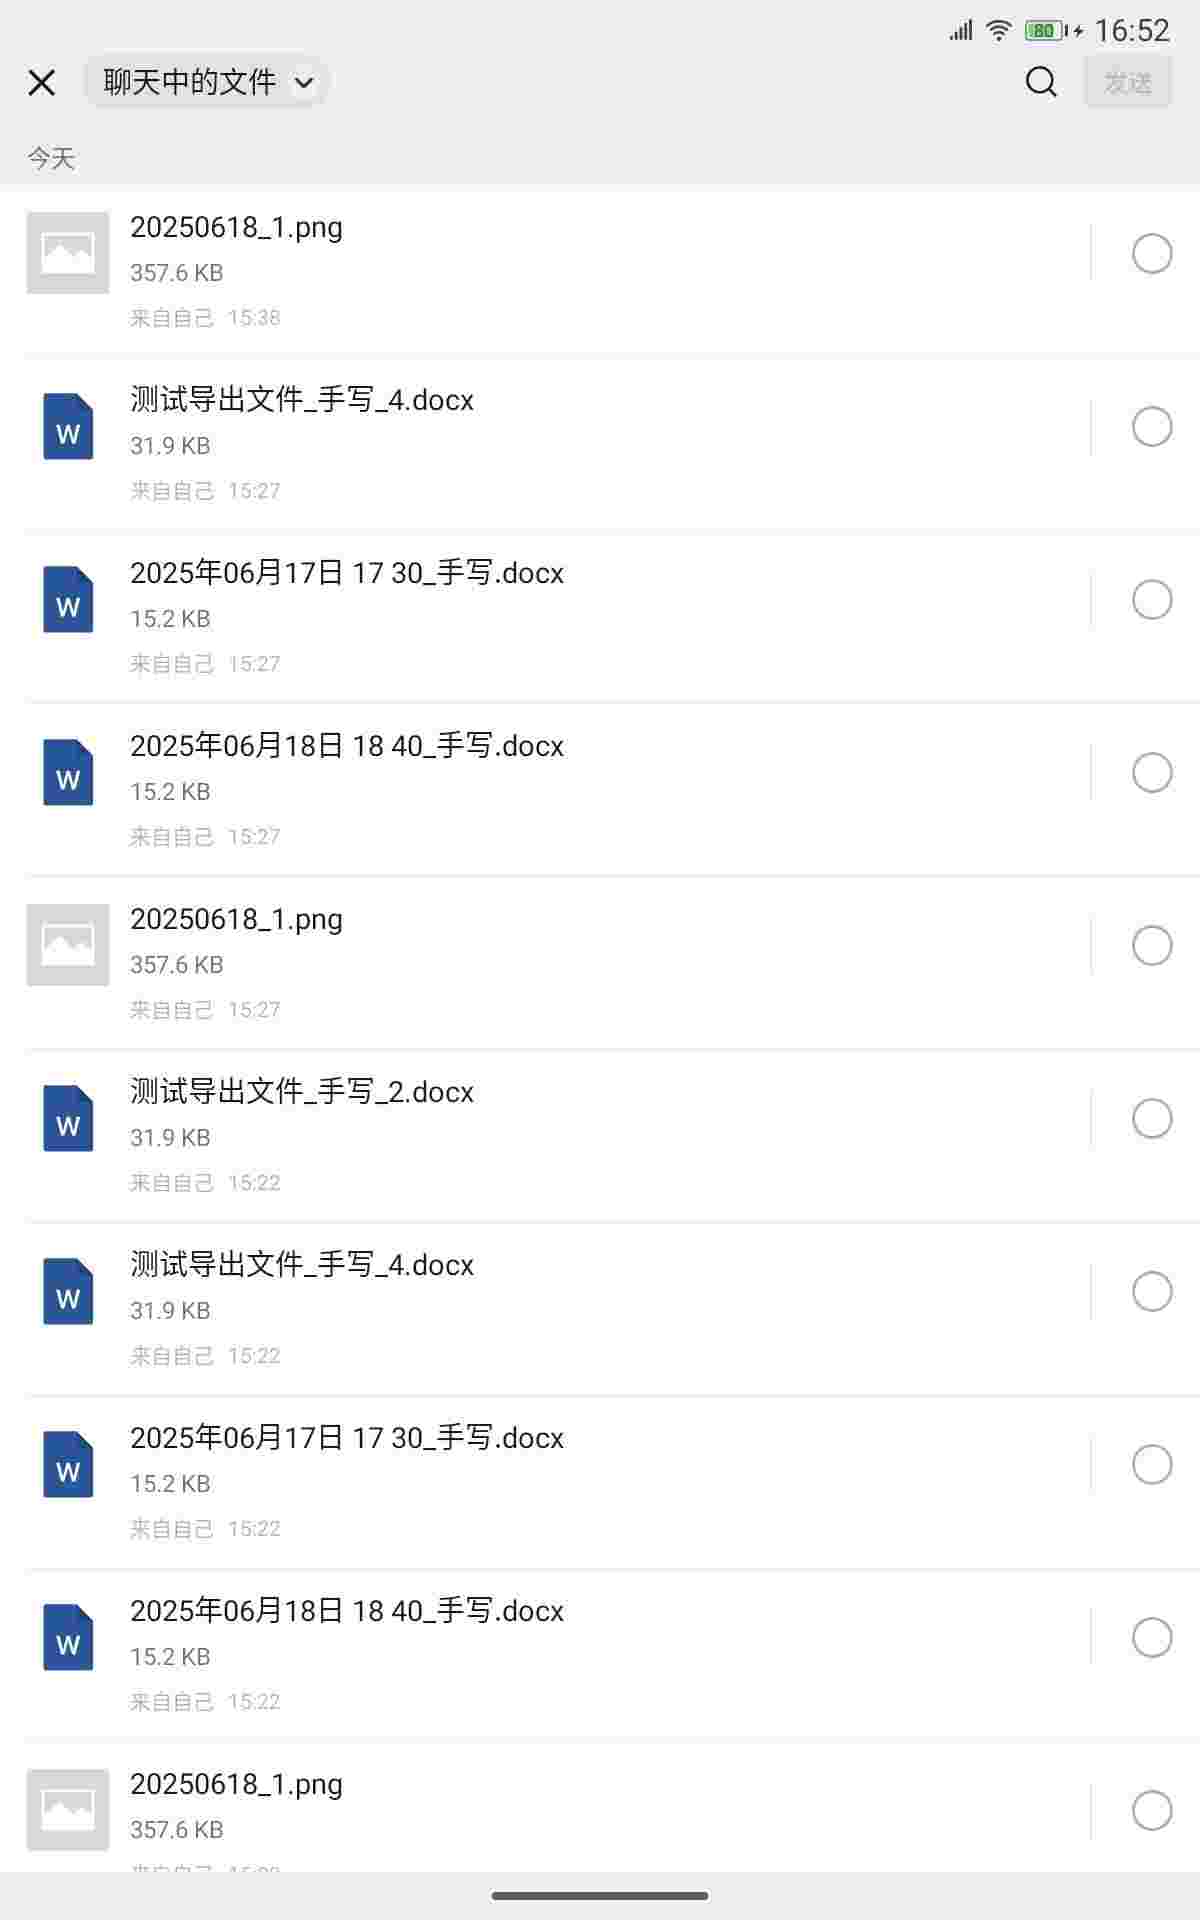 80 16:52
聊天中的文件
发送
今天
20250618_1.png
357.6 KB
来自自己 15:38
测试导出文件_手写_4.docx
W
31.9 KB
来自自己 15:27
2025年06月17日 17 30_手写.docx
W
15.2 KB
来自自己 15:27
2025年06月18日 18 40_手写.docx
W
15.2 KB
来自自己 15:27
20250618_1.png
357.6 KB
来自自己 15:27
测试导出文件_手写_2.docx
W
31.9 KB
来自自己 15:22
测试导出文件_手写_4.docx
W
31.9 KB
来自自己 15:22
2025年06月17日 17 30_手写.docx
W
15.2 KB
来自自己 15:22
2025年06月18日 18 40_手写.docx
W
15.2 KB
来自自己 15:22
20250618_1.png
357.6 KB